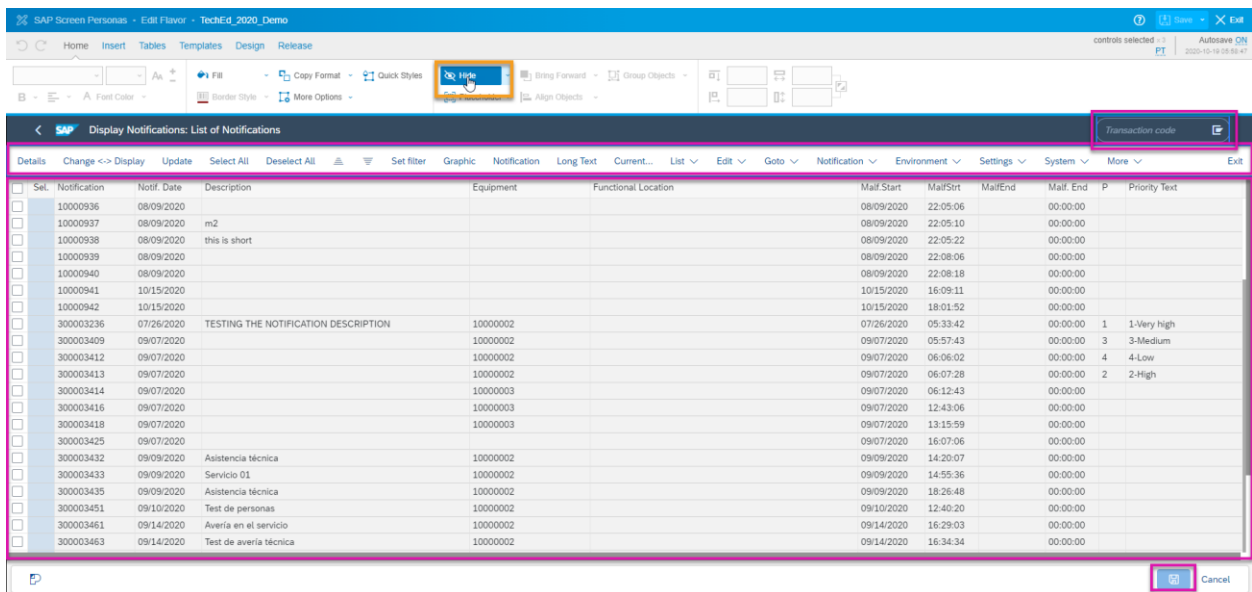 SAP Screen Personas - Edit Flavor - TechEd_2020_Demo Save Exit
Home Insert Tables Templates Design Release controls selected v 3 Autosave ON
PT 2020-10-19 05:56:47
Fill Copy Format Quick Styles Hide Bring Forward Group Objects
B A Font Color Border Style More Options Placeholder Align Objects
SAP Display Notifications: List of Notifications Transaction code
Details Change <-> Display Update Select All Deselect All Set filter Graphic Notification Long Text Current... List Edit Goto Notification Environment Settings System More Exit
Sel. Notification Notif. Date Description Equipment Functional Location Malf.Start MalfStrt MalfEnd Malf. End P Priority Text
10000936 08/09/2020 08/09/2020 22:05:06 00:00:00
10000937 08/09/2020 m2 08/09/2020 22:05:10 00:00:00
10000938 08/09/2020 this is short 08/09/2020 22:05:22 00:00:00
10000939 08/09/2020 08/09/2020 22:08:06 00:00:00
10000940 08/09/2020 08/09/2020 22:08:18 00:00:00
10000941 10/15/2020 10/15/2020 16:09:11 00:00:00
10000942 10/15/2020 10/15/2020 18:01:52 00:00:00
300003236 07/26/2020 TESTING THE NOTIFICATION DESCRIPTION 10000002 07/26/2020 05:33:42 00:00:00 1 1-Very high
300003409 09/07/2020 10000002 09/07/2020 05:57:43 00:00:00 3 3-Medium
300003412 09/07/2020 10000002 09/07/2020 06:06:02 00:00:00 4 4-Low
300003413 09/07/2020 10000002 09/07/2020 06:07:28 00:00:00 2 2-High
300003414 09/07/2020 10000003 09/07/2020 06:12:43 00:00:00
300003416 09/07/2020 10000003 09/07/2020 12:43:06 00:00:00
300003418 09/07/2020 10000003 09/07/2020 13:15:59 00:00:00
300003425 09/07/2020 09/07/2020 16:07:06 00:00:00
300003432 09/09/2020 Asistencia técnica 10000002 09/09/2020 14:20:07 00:00:00
300003433 09/09/2020 Servicio 01 10000002 09/09/2020 14:55:36 00:00:00
300003435 09/09/2020 Asistencia técnica 10000002 09/09/2020 18:26:48 00:00:00
300003451 09/10/2020 Test de personas 10000002 09/10/2020 12:40:20 00:00:00
300003461 09/14/2020 Avería en el servicio 10000002 09/14/2020 16:29:03 00:00:00
300003463 09/14/2020 Test de avería técnica 10000002 09/14/2020 16:34:34 00:00:00
Cancel